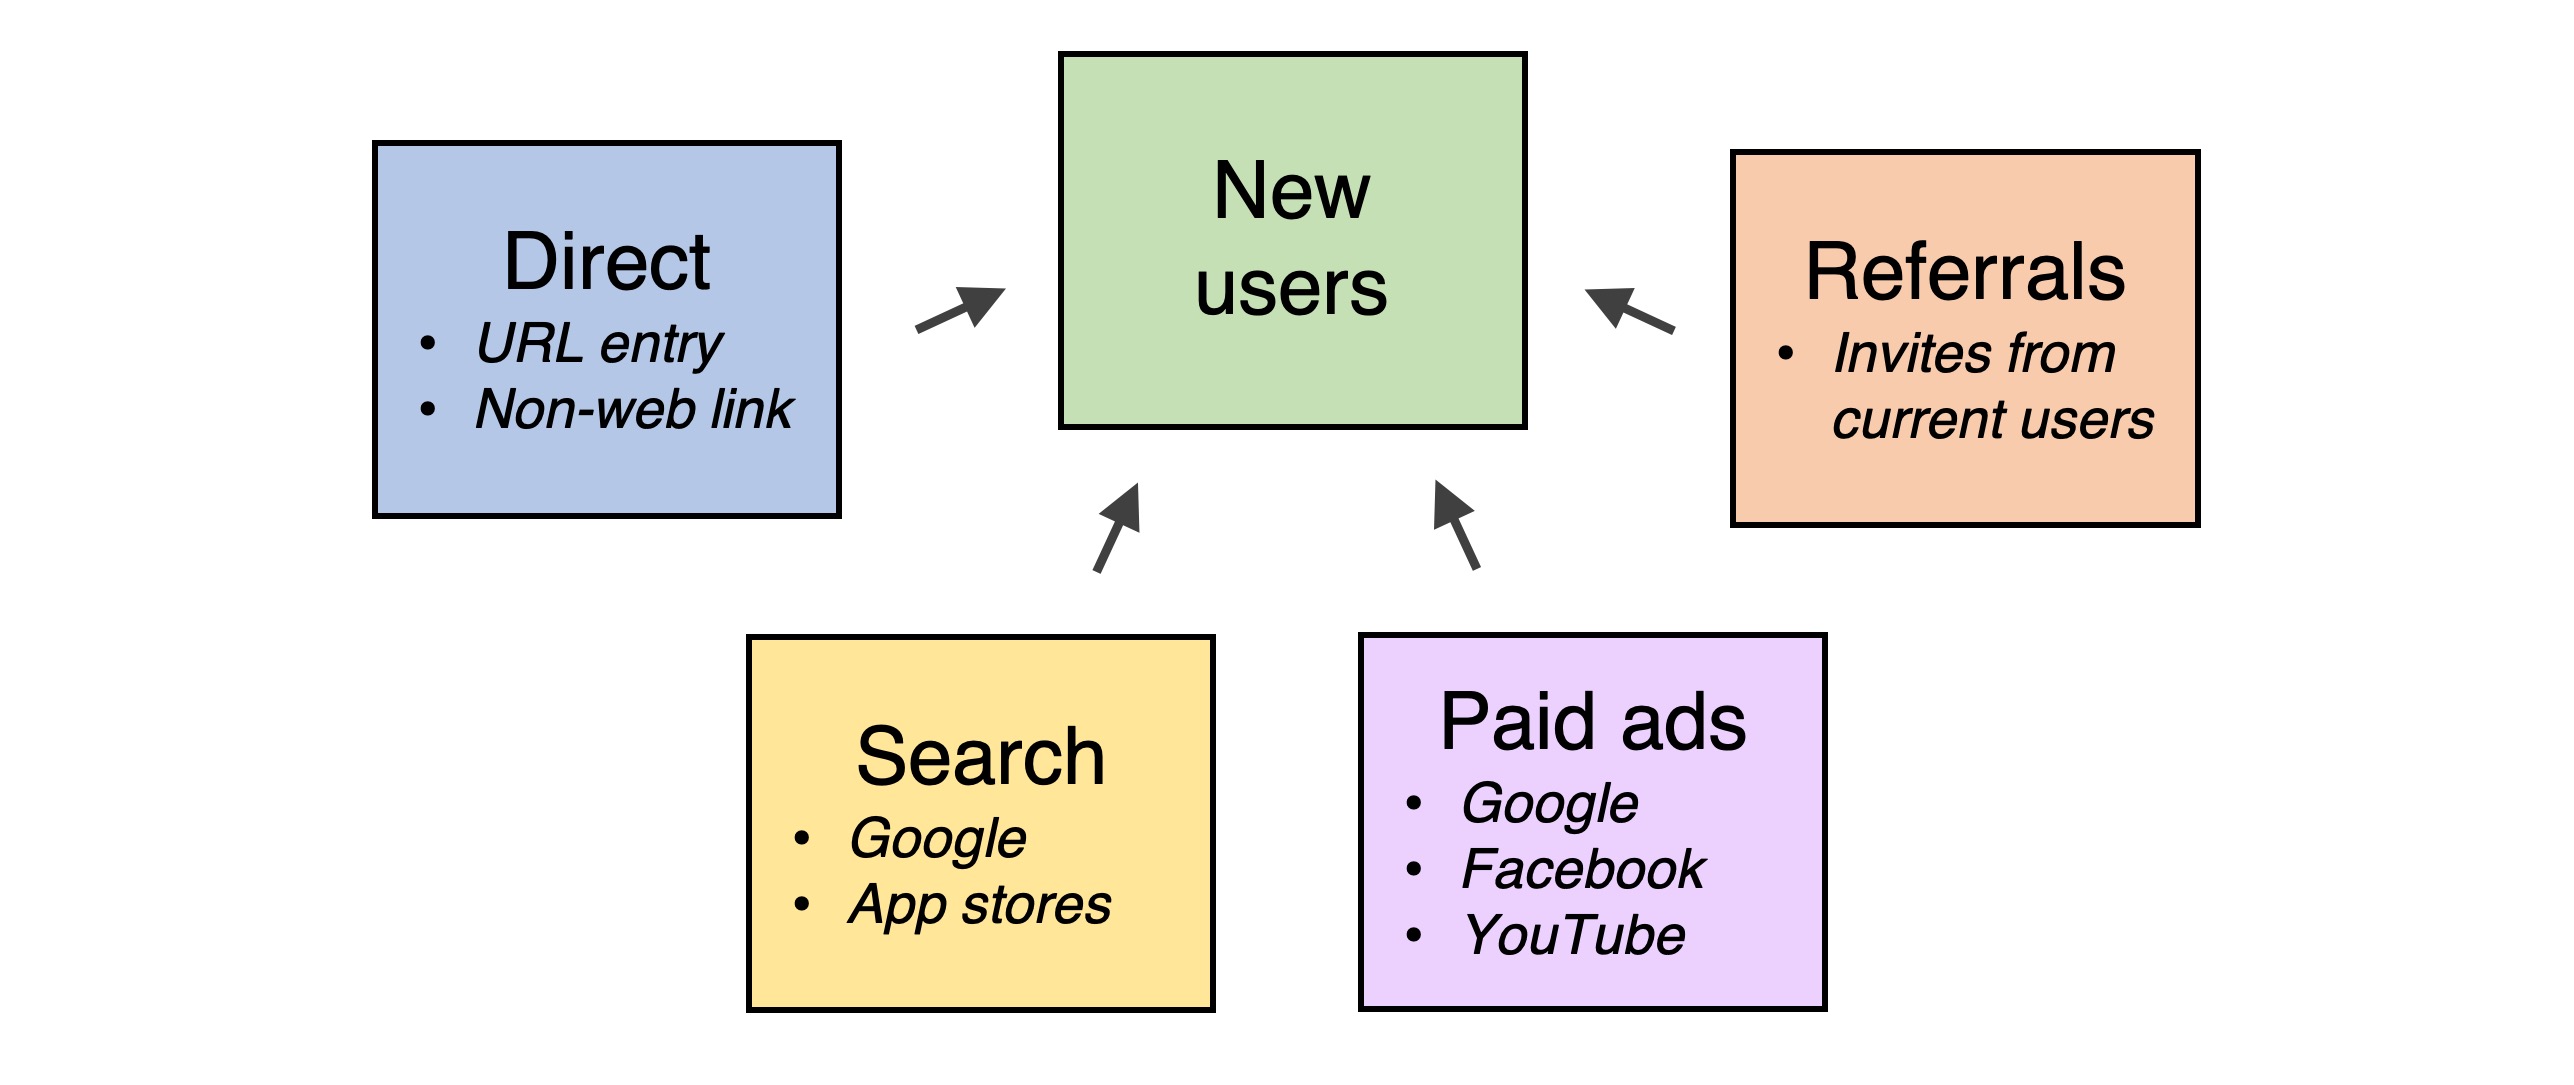 New
users
Direct
• URL entry
• Non-web link
Referrals
• Invites from
current users
Search
• Google
• App stores
Paid ads
• Google
• Facebook
• YouTube